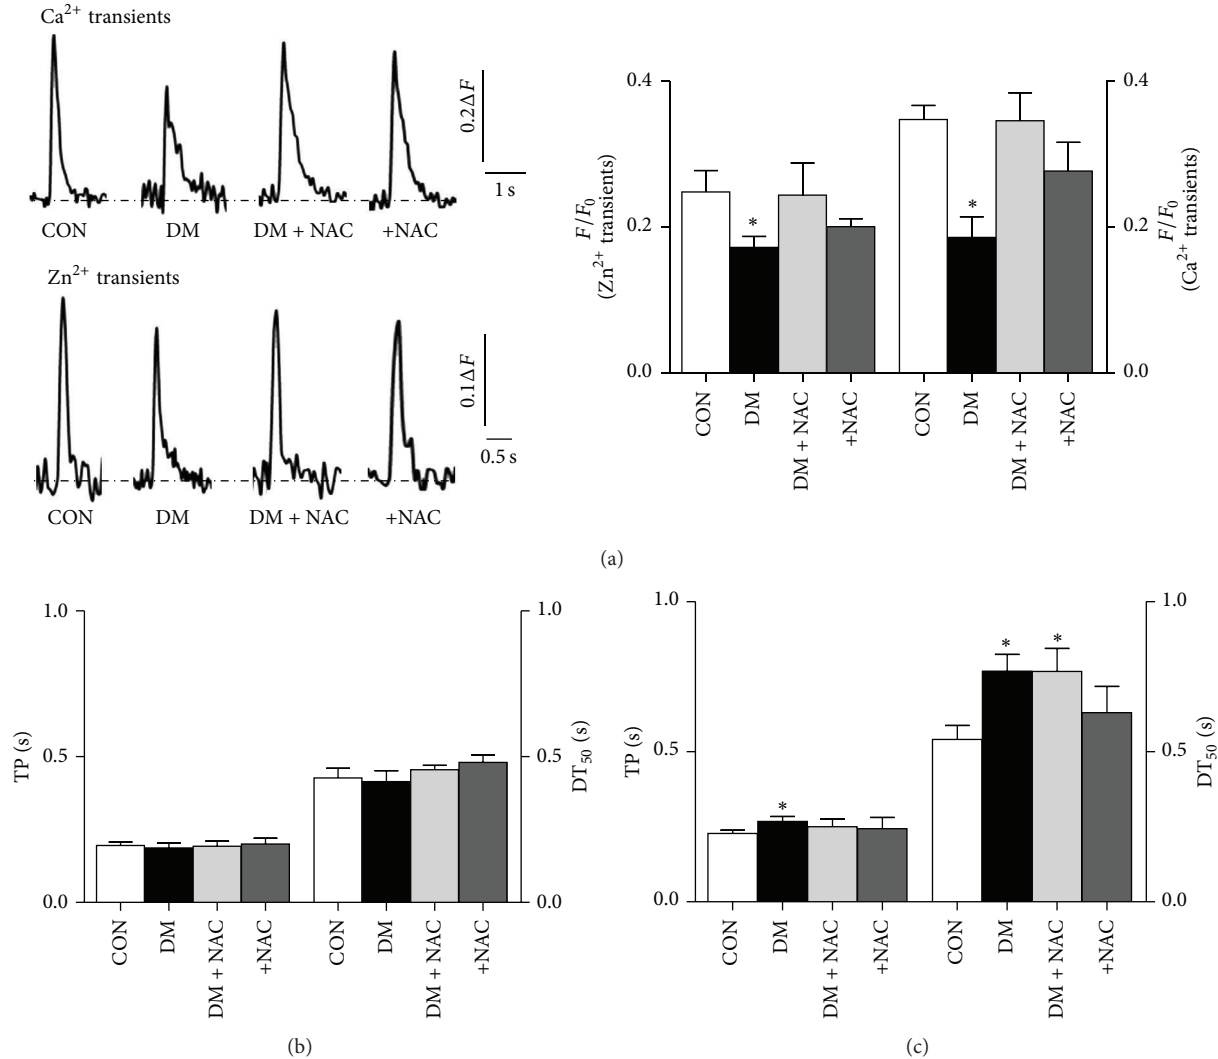 Ca²⁺ transients
0.2ΔF
1 s
CON DM DM + NAC +NAC
Zn²⁺ transients
0.1ΔF
0.5 s
CON DM DM + NAC +NAC
0.4
0.2
0.0
F/F₀
(Zn²⁺ transients)
* *
0.4
0.2
0.0
F/F₀
(Ca²⁺ transients)
CON DM DM + NAC +NAC CON DM DM + NAC +NAC
(a)
1.0
0.5
0.0
TP (s)
1.0
0.5
0.0
DT₅₀ (s)
CON DM DM + NAC +NAC CON DM DM + NAC +NAC
(b)
1.0
0.5
0.0
TP (s)
* * *
1.0
0.5
0.0
DT₅₀ (s)
CON DM DM + NAC +NAC CON DM DM + NAC +NAC
(c)